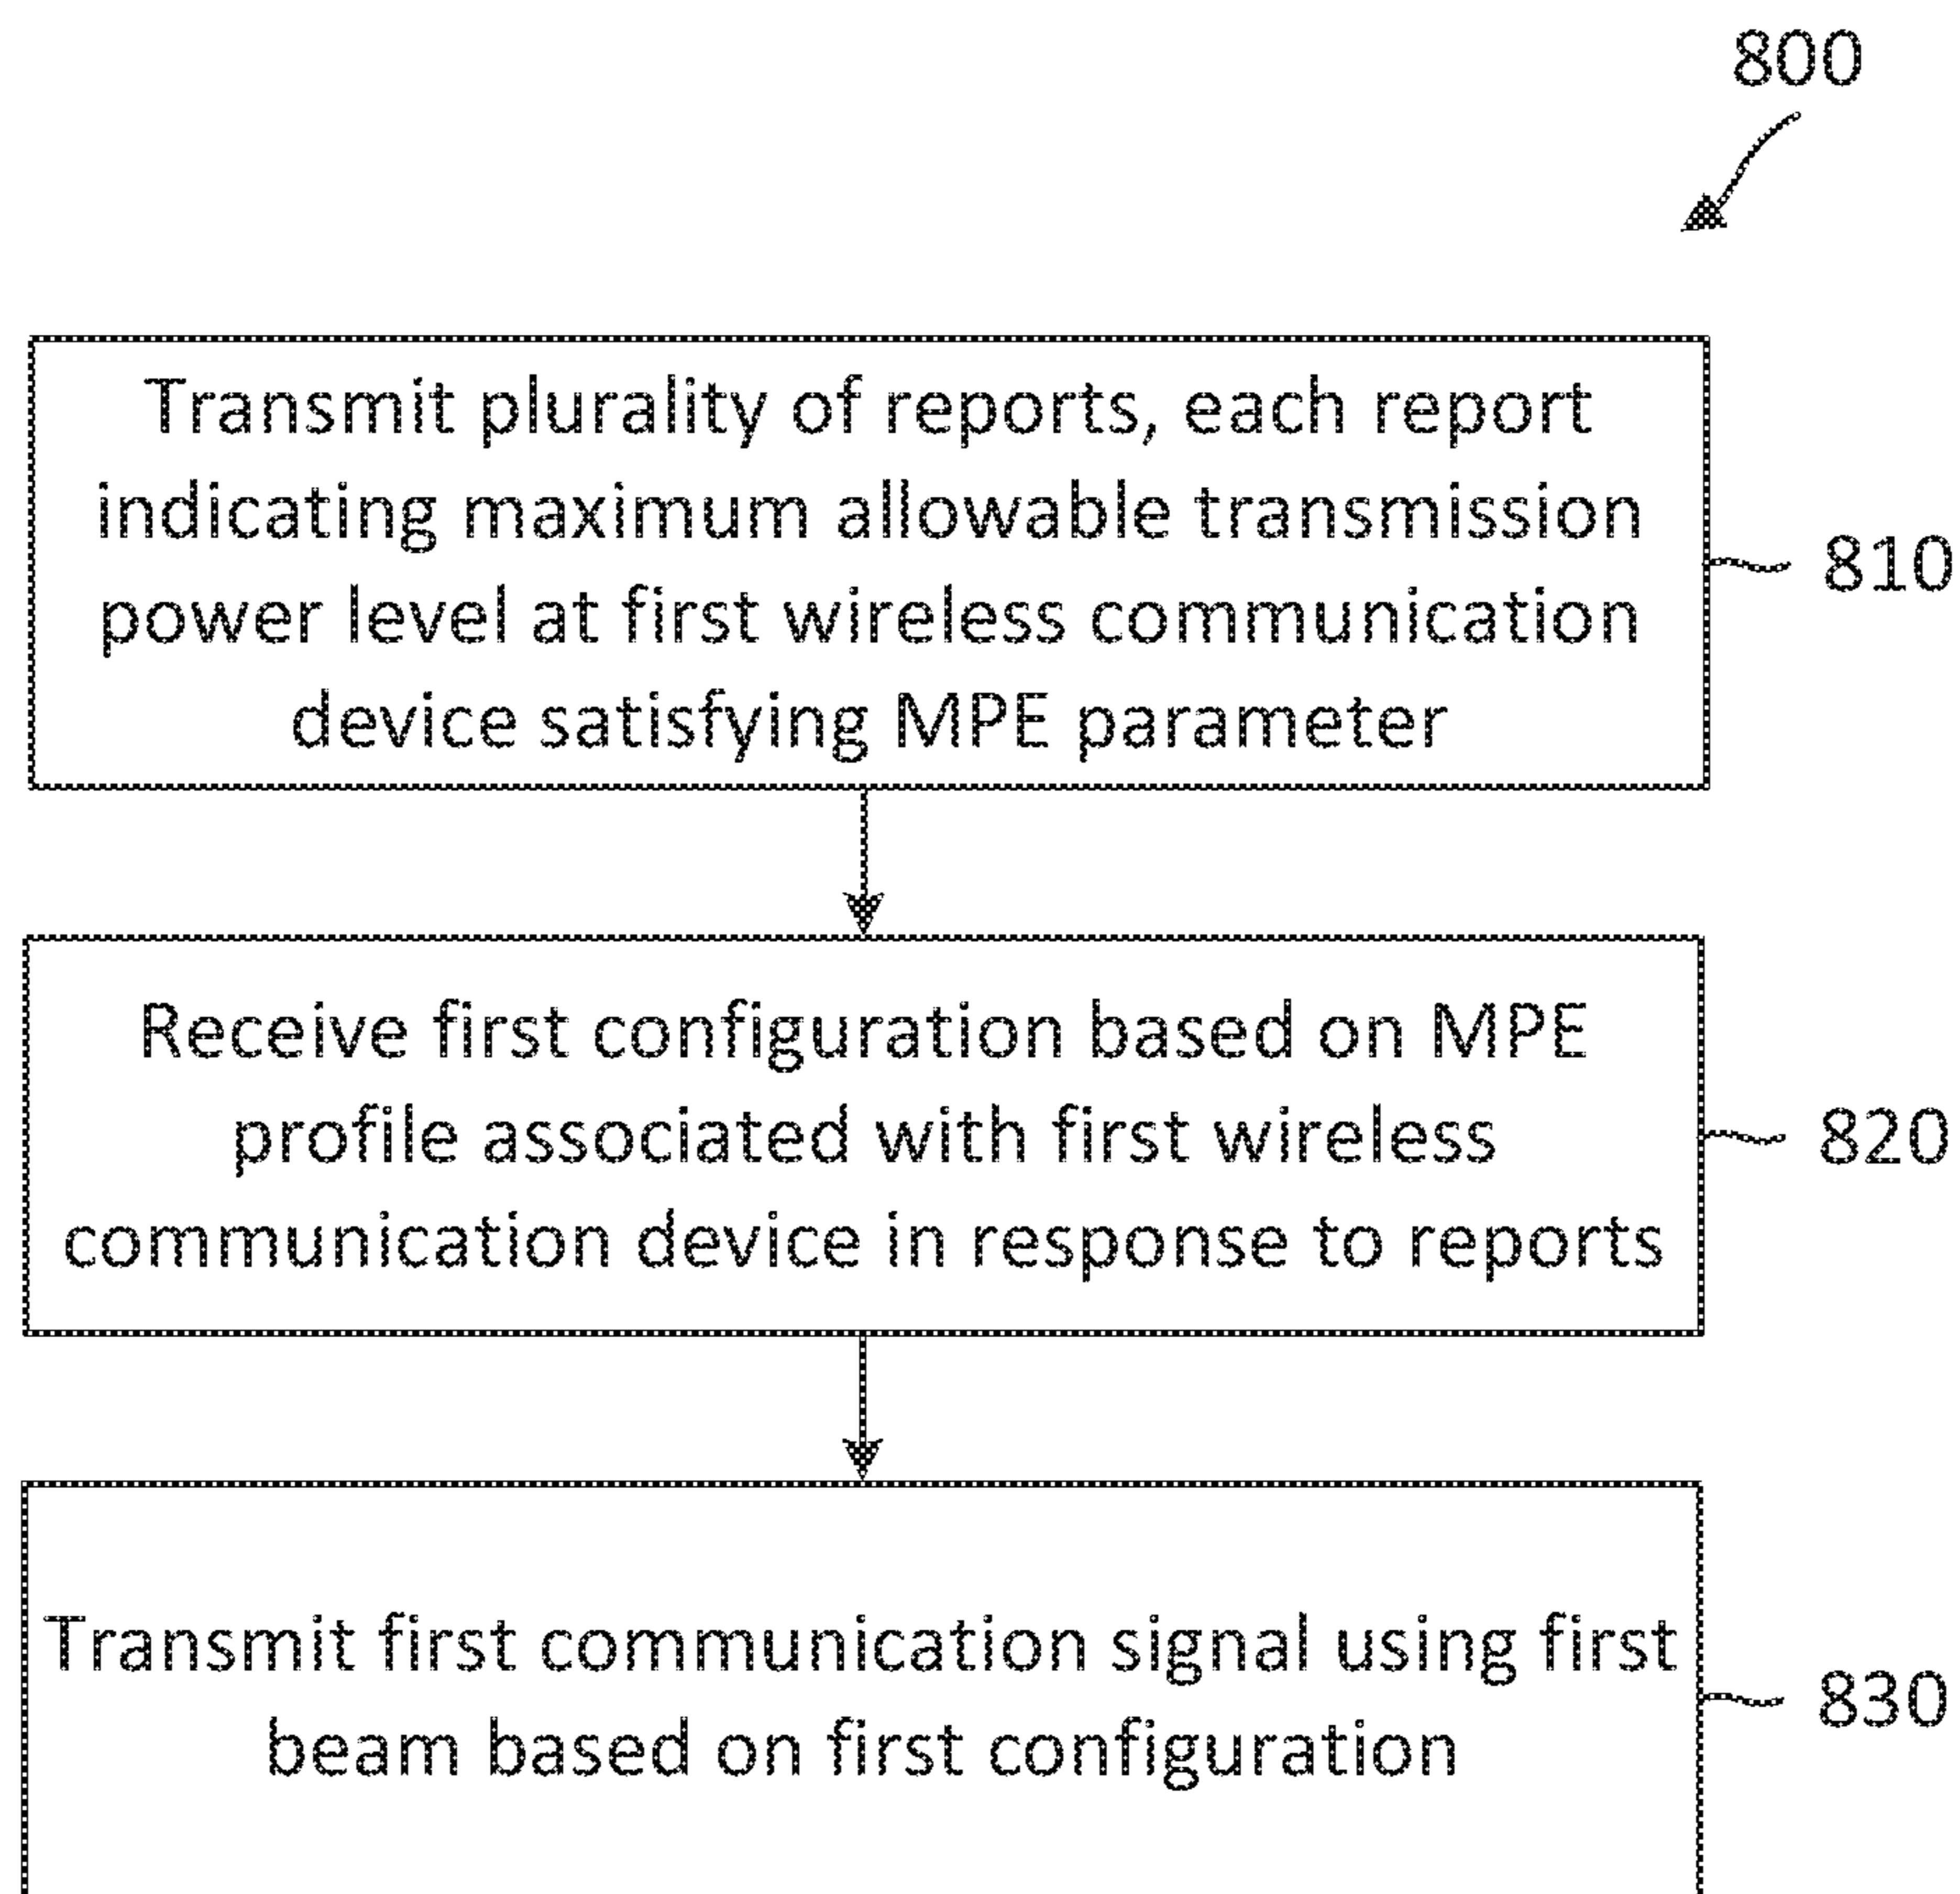 800
Transmit plurality of reports, each report
indicating maximum allowable transmission
power level at first wireless communication
device satisfying MPE parameter
810
Receive first configuration based on MPE
profile associated with first wireless
communication device in response to reports
820
Transmit first communication signal using first
beam based on first configuration
830